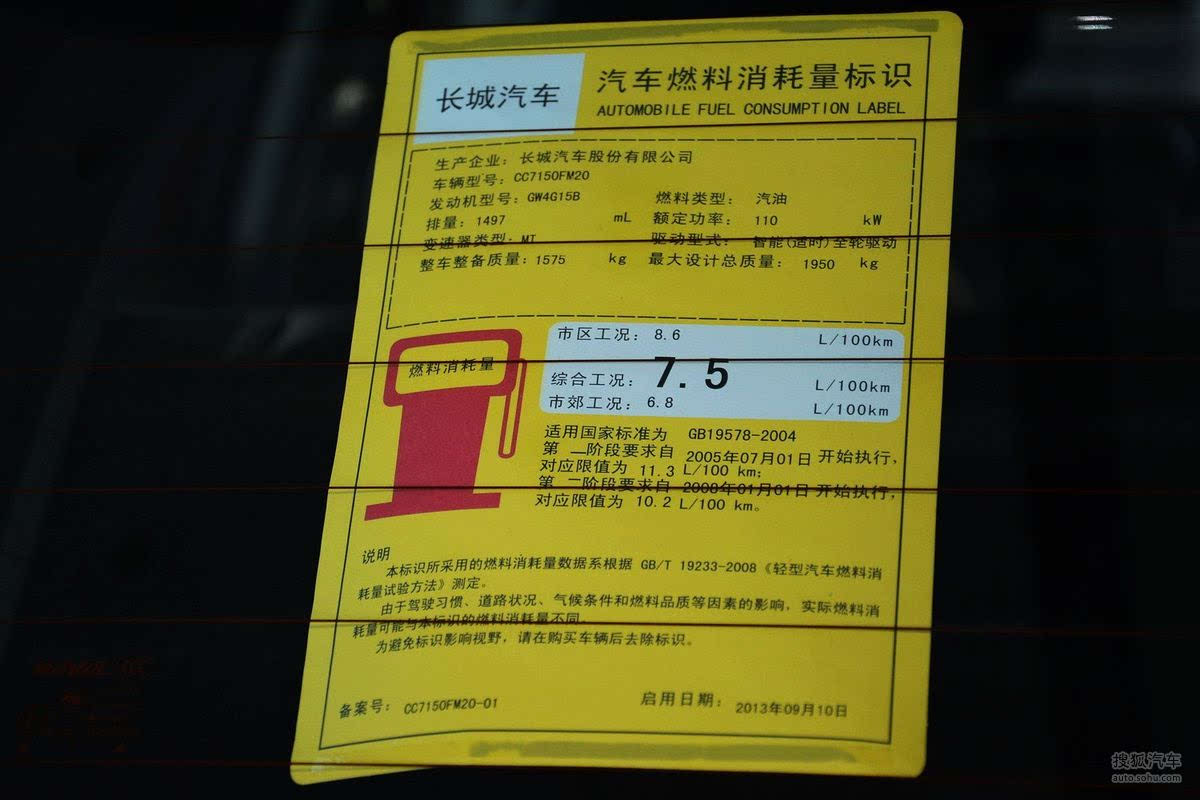 长城汽车
汽车燃料消耗量标识
AUTOMOBILE FUEL CONSUMPTION LABEL
生产企业：长城汽车股份有限公司
车辆型号：CC7150FM20
发动机型号：GW4G15B 燃料类型： 汽油
排量：1497 mL 额定功率： 110 kW
变速器类型：MT 驱动型式： 智能(适时)全轮驱动
整车整备质量：1575 kg 最大设计总质量： 1950 kg
燃料消耗量
市区工况：8.6 L/100km
综合工况：7.5 L/100km
市郊工况：6.8 L/100km
适用国家标准为 GB19578-2004
第 一阶段要求自 2005年07月01日 开始执行，
对应限值为 11.3 L/100 km；
第 二阶段要求自 2008年01月01日 开始执行，
对应限值为 10.2 L/100 km。
说明
本标识所采用的燃料消耗量数据系根据 GB/T 19233-2008《轻型汽车燃料消
耗量试验方法》测定。
由于驾驶习惯、道路状况、气候条件和燃料品质等因素的影响，实际燃料消
耗量可能与本标识的燃料消耗量不同。
为避免标识影响视野，请在购买车辆后去除标识。
备案号：CC7150FM20-01 启用日期：2013年09月10日
搜狐汽车
auto.sohu.com